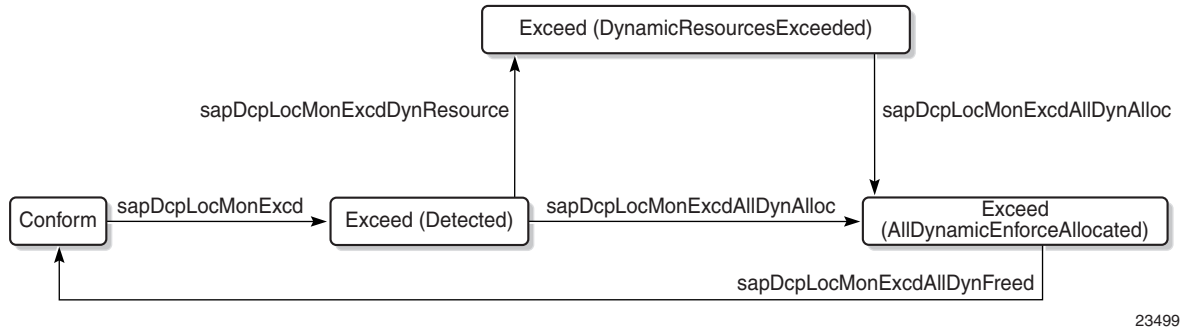 Exceed (DynamicResourcesExceeded)
sapDcpLocMonExcdDynResource
sapDcpLocMonExcdAllDynAlloc
Conform
sapDcpLocMonExcd
Exceed (Detected)
sapDcpLocMonExcdAllDynAlloc
Exceed
(AllDynamicEnforceAllocated)
sapDcpLocMonExcdAllDynFreed
23499